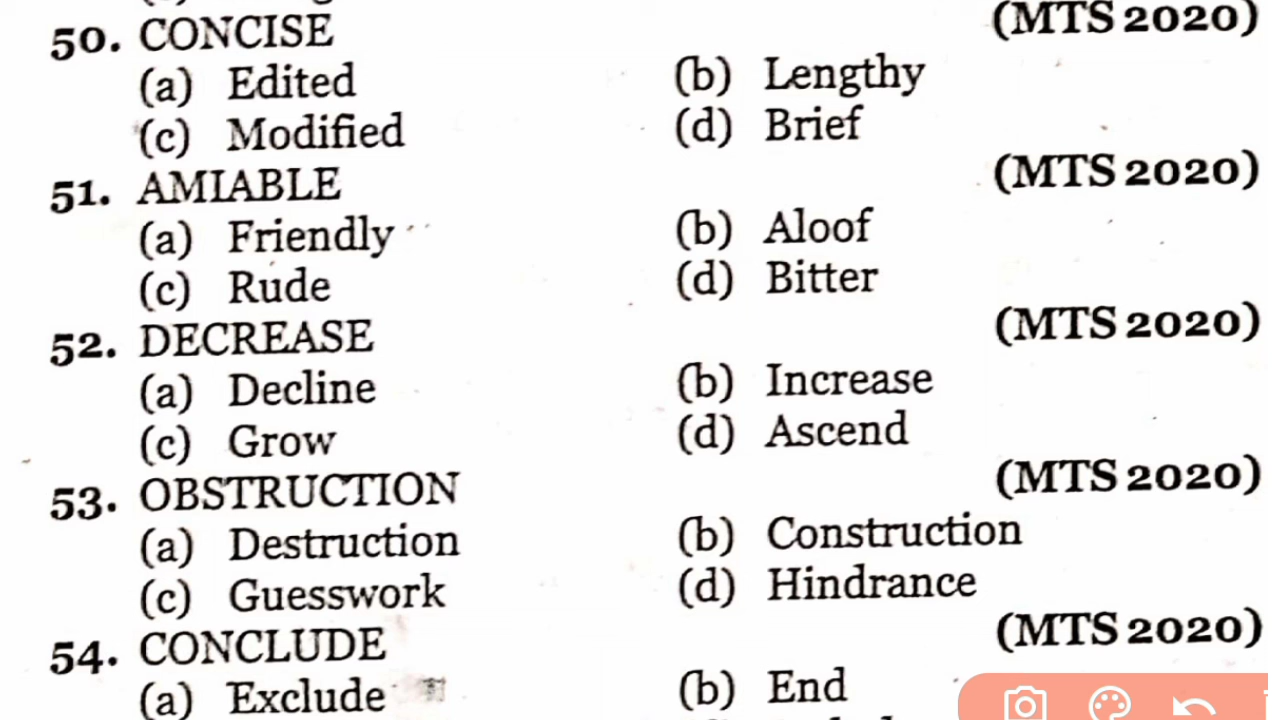 (MTS 2020)
50. CONCISE
(a) Edited (b) Lengthy
(c) Modified (d) Brief
(MTS 2020)
51. AMIABLE
(a) Friendly (b) Aloof
(c) Rude (d) Bitter
(MTS 2020)
52. DECREASE
(a) Decline (b) Increase
(c) Grow (d) Ascend
(MTS 2020)
53. OBSTRUCTION
(a) Destruction (b) Construction
(c) Guesswork (d) Hindrance
(MTS 2020)
54. CONCLUDE
(a) Exclude (b) End